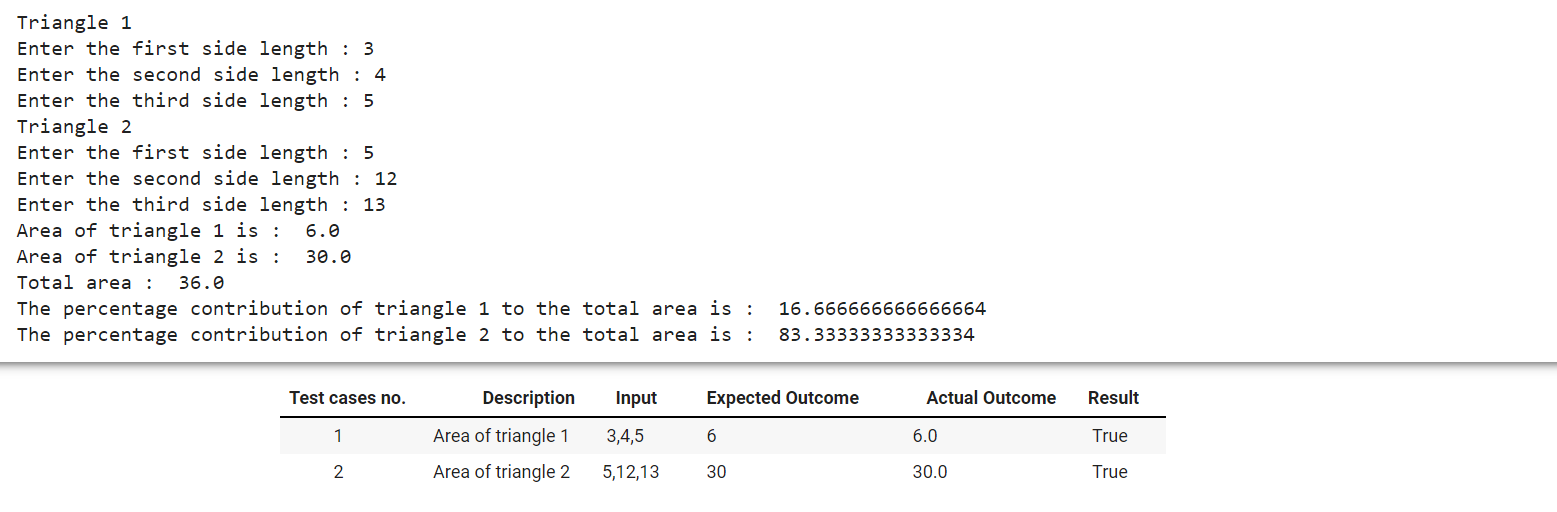 Triangle 1
Enter the first side length : 3
Enter the second side length : 4
Enter the third side length : 5
Triangle 2
Enter the first side length : 5
Enter the second side length : 12
Enter the third side length : 13
Area of triangle 1 is :  6.0
Area of triangle 2 is :  30.0
Total area :  36.0
The percentage contribution of triangle 1 to the total area is :  16.666666666666664
The percentage contribution of triangle 2 to the total area is :  83.33333333333334
Test cases no. Description Input Expected Outcome Actual Outcome Result
1 Area of triangle 1 3,4,5 6 6.0 True
2 Area of triangle 2 5,12,13 30 30.0 True